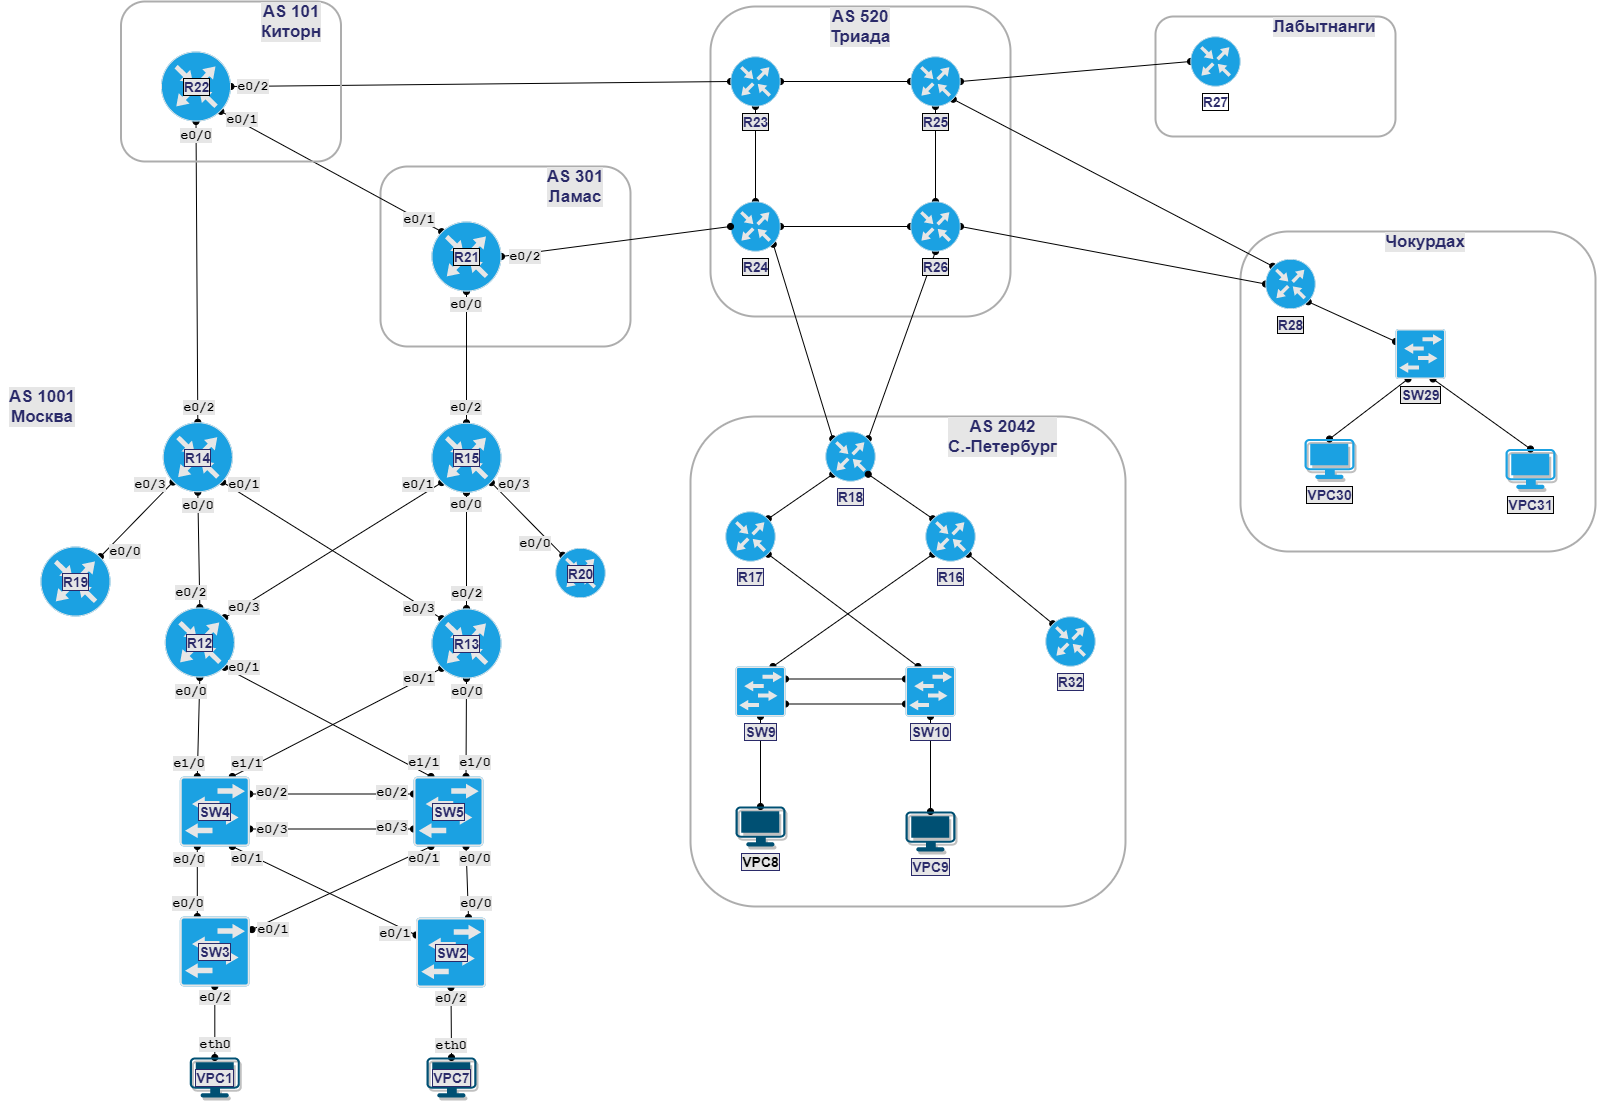 AS 101
Киторн
R22
e0/2
e0/1
e0/0
AS 301
Ламас
e0/1
R21
e0/2
e0/0
AS 520
Триада
R23
R25
R24
R26
Лабытнанги
R27
Чокурдах
R28
SW29
VPC30
VPC31
AS 1001
Москва
e0/2
R14
e0/3
e0/1
e0/0
e0/2
R15
e0/1
e0/3
e0/0
e0/0
R19
e0/0
R20
e0/2
e0/3
R12
e0/1
e0/0
e0/3
e0/2
R13
e0/1
e0/0
e1/0
e1/1
SW4
e0/2
e0/3
e0/0
e0/1
e1/1
e1/0
e0/2
SW5
e0/3
e0/1
e0/0
e0/0
SW3
e0/1
e0/2
e0/0
e0/1
SW2
e0/2
eth0
VPC1
eth0
VPC7
AS 2042
С.-Петербург
R18
R17
R16
R32
SW9
SW10
VPC8
VPC9